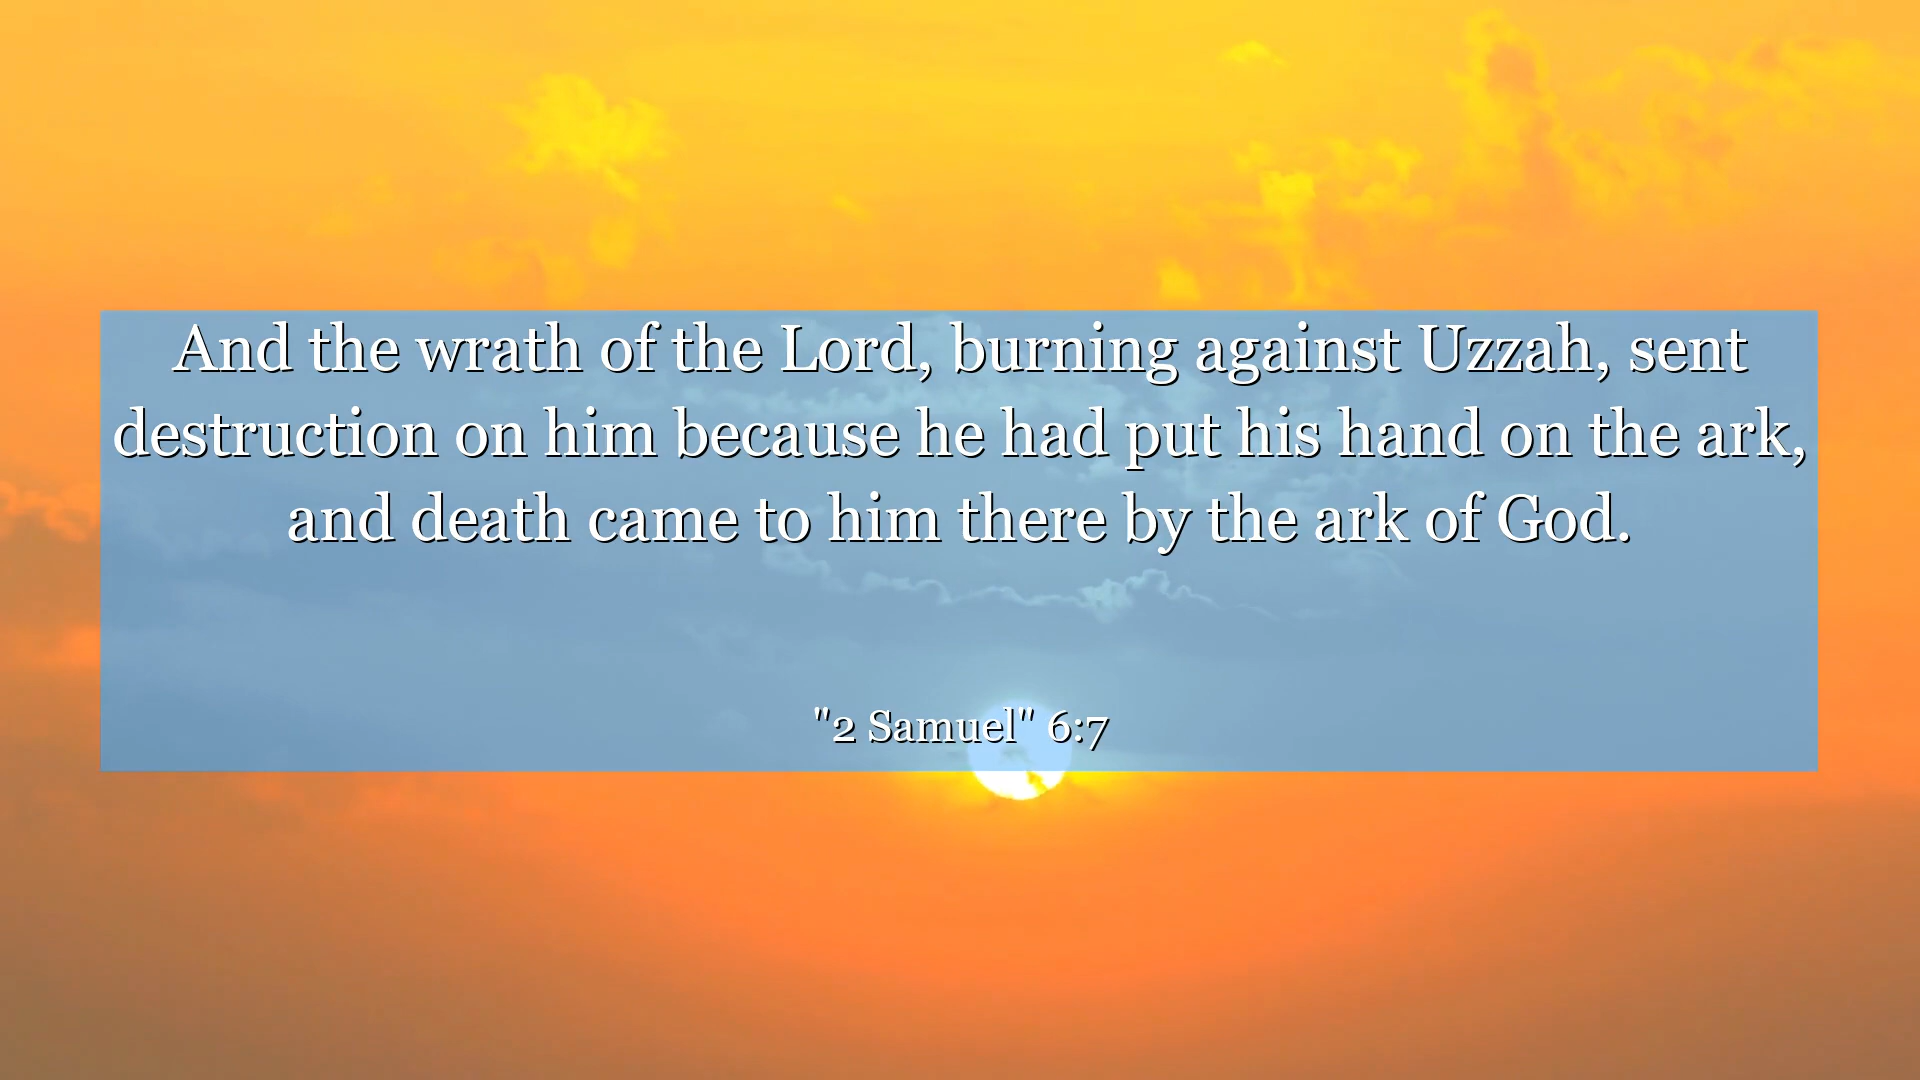 And the wrath of the Lord, burning against Uzzah, sent
destruction on him because he had put his hand on the ark,
and death came to him there by the ark of God.
"2 Samuel" 6:7